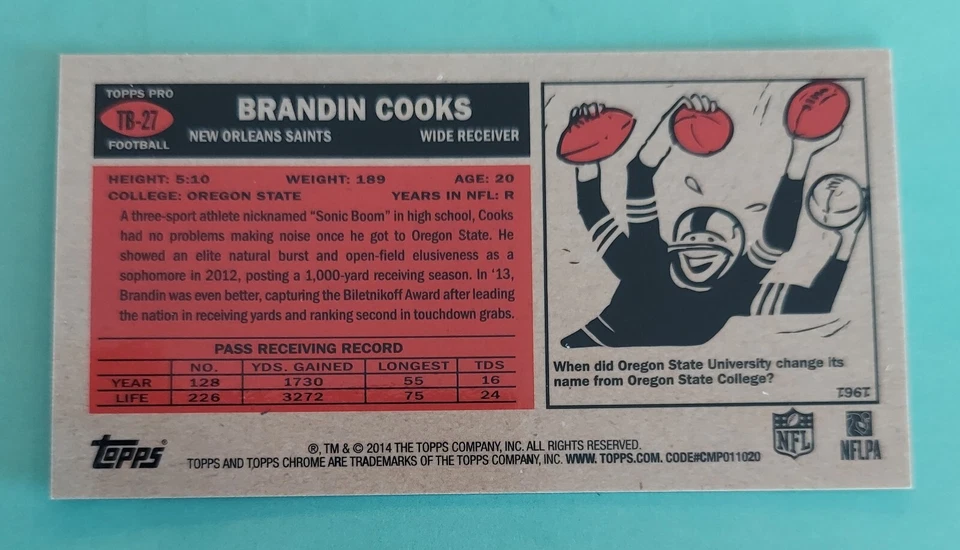 TOPPS PRO
TB-27
FOOTBALL
BRANDIN COOKS
NEW ORLEANS SAINTS WIDE RECEIVER
HEIGHT: 5:10 WEIGHT: 189 AGE: 20
COLLEGE: OREGON STATE YEARS IN NFL: R
A three-sport athlete nicknamed "Sonic Boom" in high school, Cooks
had no problems making noise once he got to Oregon State. He
showed an elite natural burst and open-field elusiveness as a
sophomore in 2012, posting a 1,000-yard receiving season. In '13,
Brandin was even better, capturing the Biletnikoff Award after leading
the nation in receiving yards and ranking second in touchdown grabs.
PASS RECEIVING RECORD
NO. YDS. GAINED LONGEST TDS
YEAR 128 1730 55 16
LIFE 226 3272 75 24
When did Oregon State University change its
name from Oregon State College?
1961
Topps®
®, TM & © 2014 THE TOPPS COMPANY, INC. ALL RIGHTS RESERVED.
TOPPS AND TOPPS CHROME ARE TRADEMARKS OF THE TOPPS COMPANY, INC. WWW.TOPPS.COM. CODE#CMP011020
NFL
NFLPA